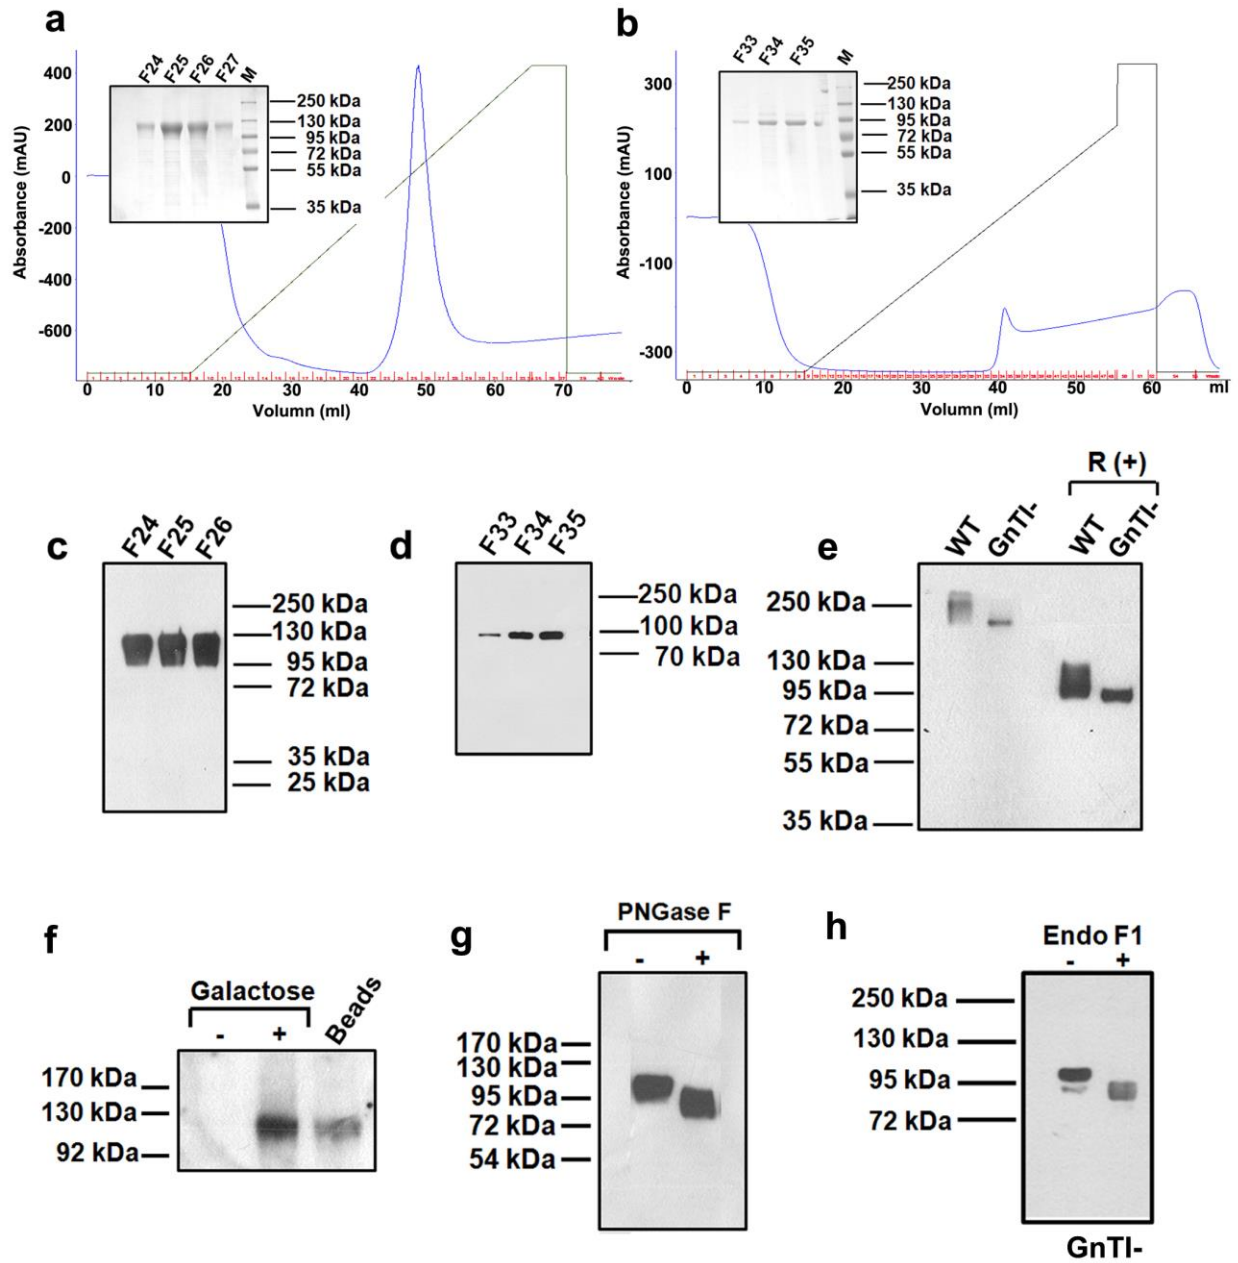 a
F24 F25 F26 F27 M
400
200
0
-200
-400
-600
250 kDa
130 kDa
95 kDa
72 kDa
55 kDa
35 kDa
Absorbance (mAU)
0 10 20 30 40 50 60 70
Volumn (ml)
b
F33 F34 F35 M
300
100
-100
-300
250 kDa
130 kDa
95 kDa
72 kDa
55 kDa
35 kDa
Absorbance (mAU)
0 10 20 30 40 50 60 ml
Volumn (ml)
c
F24 F25 F26
250 kDa
130 kDa
95 kDa
72 kDa
35 kDa
25 kDa
d
F33 F34 F35
250 kDa
100 kDa
70 kDa
e
R (+)
WT GnTI- WT GnTI-
250 kDa
130 kDa
95 kDa
72 kDa
55 kDa
35 kDa
f
Galactose
- + Beads
170 kDa
130 kDa
92 kDa
g
PNGase F
- +
170 kDa
130 kDa
95 kDa
72 kDa
54 kDa
h
Endo F1
- +
250 kDa
130 kDa
95 kDa
72 kDa
GnTI-